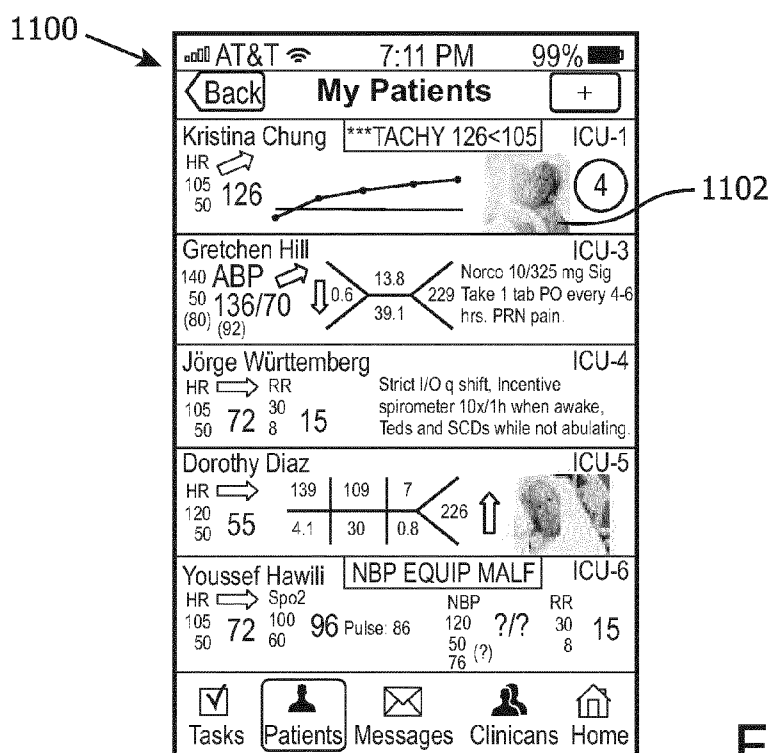 1100
AT&T 7:11 PM 99%
Back My Patients +
Kristina Chung ***TACHY 126<105 ICU-1
HR
105
50 126
4
1102
Gretchen Hill ICU-3
140 ABP
50 136/70
(80) (92)
0.6 13.8 229
39.1
Norco 10/325 mg Sig
Take 1 tab PO every 4-6
hrs. PRN pain.
Jörge Württemberg ICU-4
HR RR
105 72 30 15
50 8
Strict I/O q shift, Incentive
spirometer 10x/1h when awake,
Teds and SCDs while not abulating.
Dorothy Diaz ICU-5
HR
120
50 55
139 109 7
4.1 30 0.8 226
Youssef Hawili NBP EQUIP MALF ICU-6
HR Spo2 NBP RR
105 72 100 96 Pulse: 86 120 ?/? 30 15
50 60 50 (?) 8
76
Tasks Patients Messages Clinicans Home
F